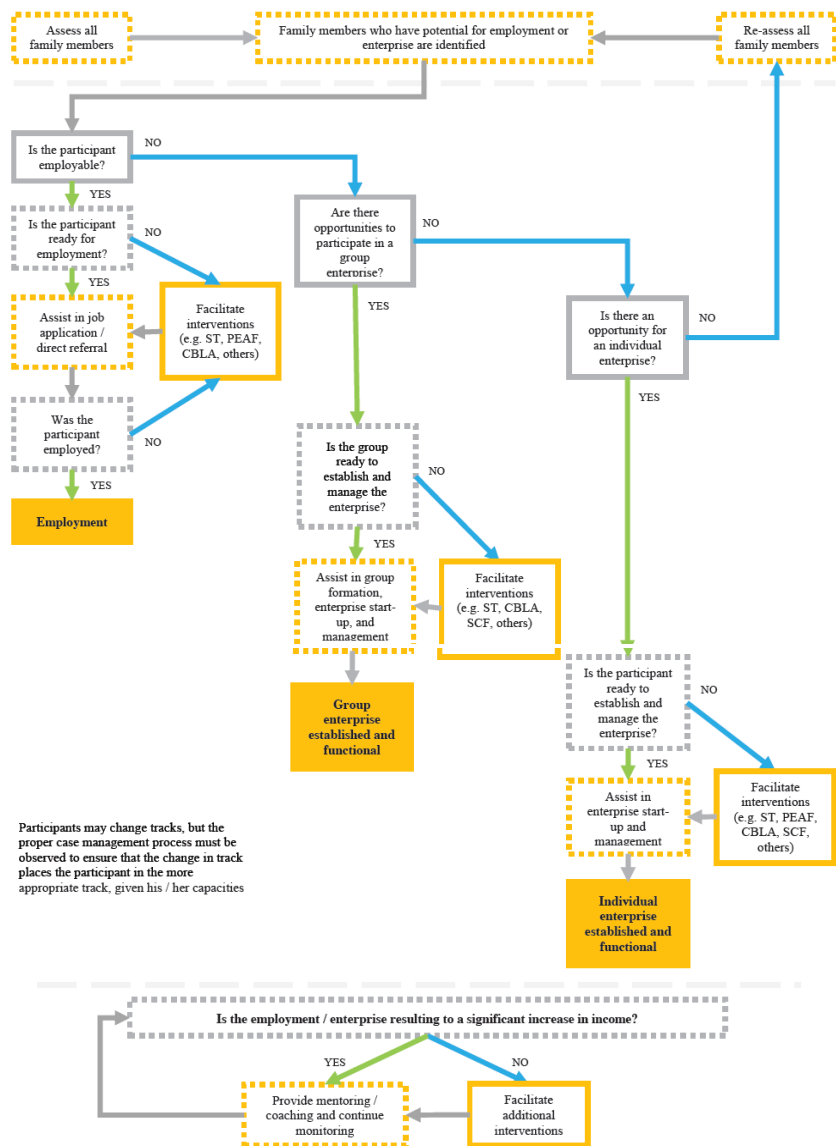 Assess all
family members
Family members who have potential for employment or
enterprise are identified
Re-assess all
family members
Is the participant
employable?
NO
YES
Is the participant
ready for
employment?
NO
YES
Assist in job
application /
direct referral
Facilitate
interventions
(e.g. ST, PEAF,
CBLA, others)
Was the
participant
employed?
NO
YES
Employment
Are there
opportunities to
participate in a
group
enterprise?
NO
YES
Is the group
ready to
establish and
manage the
enterprise?
NO
YES
Assist in group
formation,
enterprise start-
up, and
management
Facilitate
interventions
(e.g. ST, CBLA,
SCF, others)
Group
enterprise
established and
functional
Is there an
opportunity for
an individual
enterprise?
NO
YES
Is the participant
ready to
establish and
manage the
enterprise?
NO
YES
Assist in
enterprise start-
up and
management
Facilitate
interventions
(e.g. ST, PEAF,
CBLA, SCF,
others)
Individual
enterprise
established and
functional
Participants may change tracks, but the
proper case management process must be
observed to ensure that the change in track
places the participant in the more
appropriate track, given his / her capacities
Is the employment / enterprise resulting to a significant increase in income?
YES
NO
Provide mentoring /
coaching and continue
monitoring
Facilitate
additional
interventions